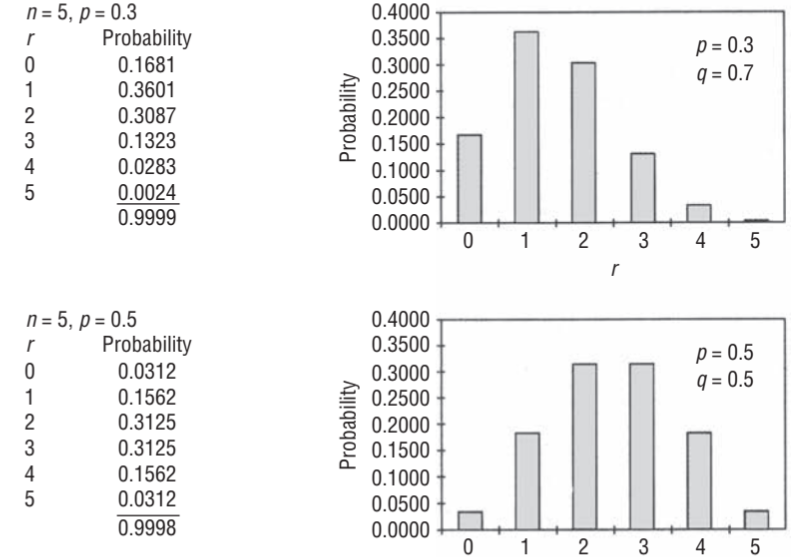 n = 5, p = 0.3
r Probability
0 0.1681
1 0.3601
2 0.3087
3 0.1323
4 0.0283
5 0.0024
0.9999
0.4000
0.3500
0.3000
0.2500
0.2000
0.1500
0.1000
0.0500
0.0000
Probability
p = 0.3
q = 0.7
0 1 2 3 4 5
r
n = 5, p = 0.5
r Probability
0 0.0312
1 0.1562
2 0.3125
3 0.3125
4 0.1562
5 0.0312
0.9998
0.4000
0.3500
0.3000
0.2500
0.2000
0.1500
0.1000
0.0500
0.0000
Probability
p = 0.5
q = 0.5
0 1 2 3 4 5